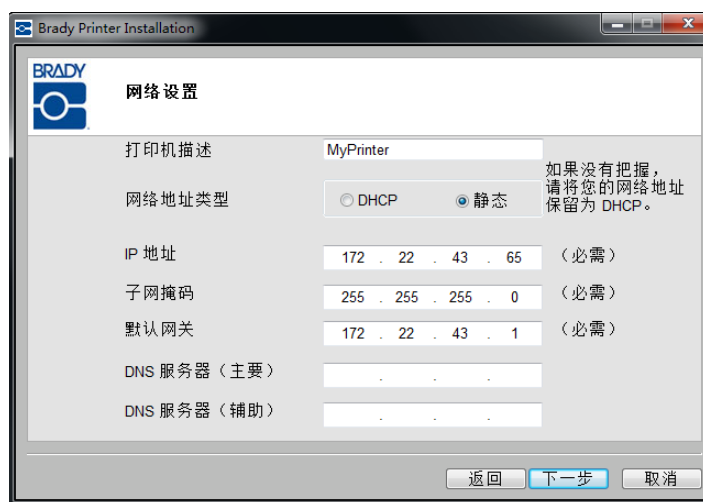 Brady Printer Installation
BRADY
网络设置
打印机描述 MyPrinter
如果没有把握，
请将您的网络地址
保留为 DHCP。
网络地址类型 DHCP 静态
IP 地址 172 . 22 . 43 . 65 （必需）
子网掩码 255 . 255 . 255 . 0 （必需）
默认网关 172 . 22 . 43 . 1 （必需）
DNS 服务器（主要） . . .
DNS 服务器（辅助） . . .
返回 下一步 取消